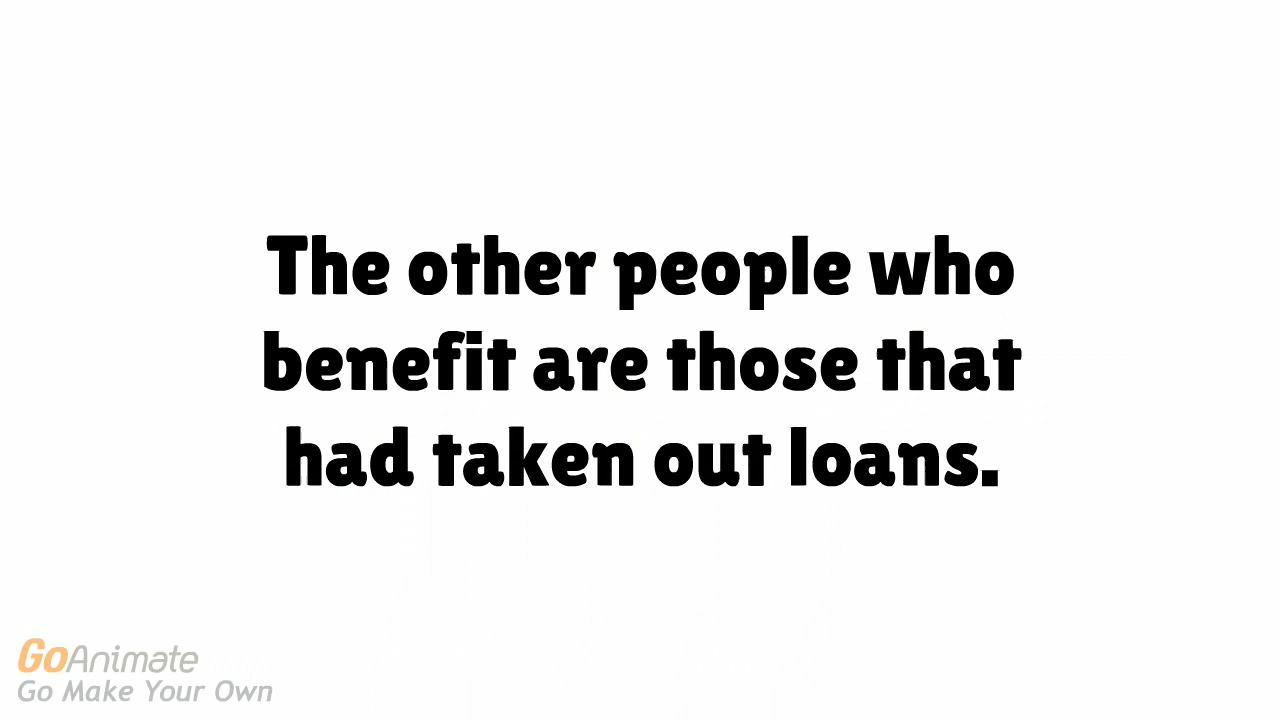 The other people who
benefit are those that
had taken out loans.
GoAnimate
Go Make Your Own